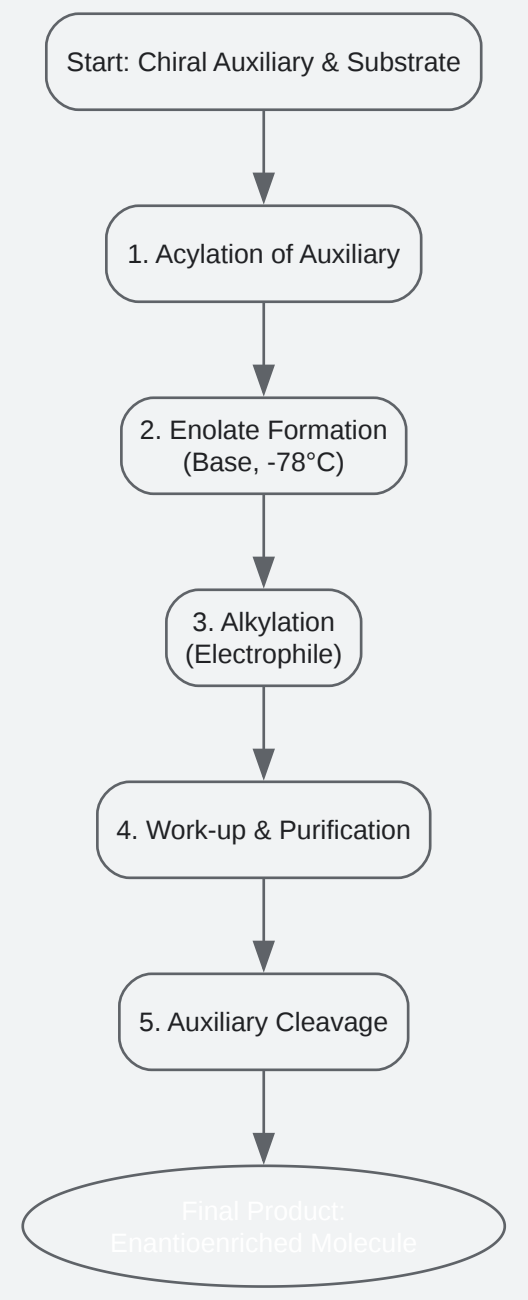 Start: Chiral Auxiliary & Substrate
1. Acylation of Auxiliary
2. Enolate Formation
(Base, -78°C)
3. Alkylation
(Electrophile)
4. Work-up & Purification
5. Auxiliary Cleavage
Final Product:
Enantioenriched Molecule